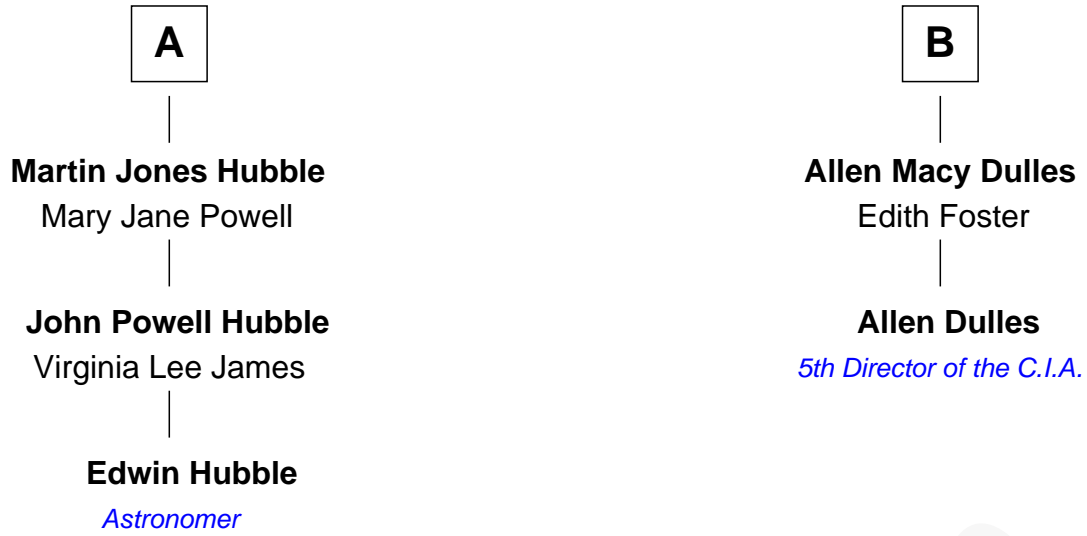 A
Martin Jones Hubble
Mary Jane Powell
John Powell Hubble
Virginia Lee James
Edwin Hubble
Astronomer
B
Allen Macy Dulles
Edith Foster
Allen Dulles
5th Director of the C.I.A.